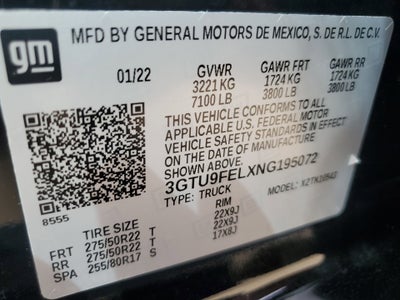 gm
MFD BY GENERAL MOTORS DE MEXICO, S. DE R.L. DE C.V.
01/22 GVWR GAWR FRT GAWR RR
3221 KG 1724 KG 1724 KG
7100 LB 3800 LB 3800 LB
THIS VEHICLE CONFORMS TO ALL
APPLICABLE U.S. FEDERAL MOTOR
VEHICLE SAFETY STANDARDS IN EFFECT
ON THE DATE OF MANUFACTURE
SHOWN ABOVE.
3GTU9FELXNG195072
8555 TYPE: TRUCK MODEL: XZTK10543
TIRE SIZE RIM
FRT 275/50R22 T 22X9J
RR 275/50R22 T 22X9J
SPA 255/80R17 S 17X8J